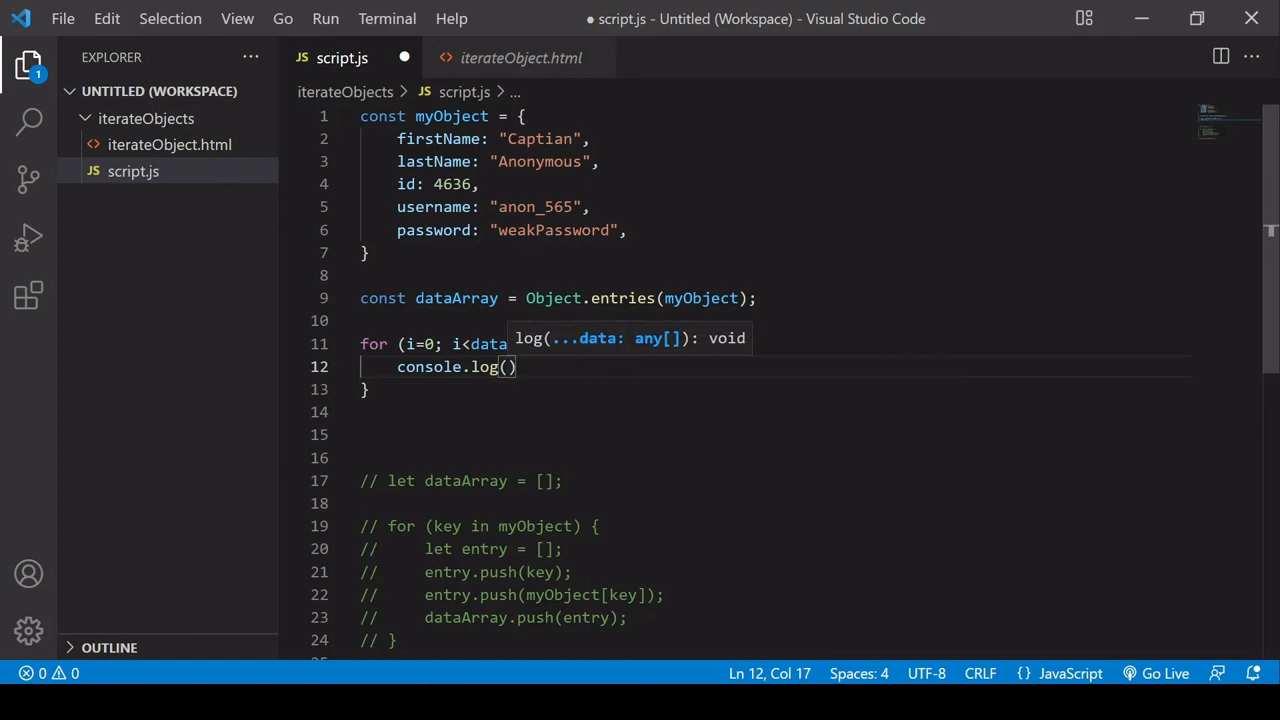 File Edit Selection View Go Run Terminal Help ● script.js - Untitled (Workspace) - Visual Studio Code
EXPLORER ...
JS script.js ● <> iterateObject.html ...
1
UNTITLED (WORKSPACE)
iterateObjects
<> iterateObject.html
JS script.js
iterateObjects > JS script.js > ...
1 const myObject = {
2 firstName: "Captian",
3 lastName: "Anonymous",
4 id: 4636,
5 username: "anon_565",
6 password: "weakPassword",
7 }
8
9 const dataArray = Object.entries(myObject);
10
log(...data: any[]): void
11 for (i=0; i<data
12 console.log()
13 }
14
15
16
17 // let dataArray = [];
18
19 // for (key in myObject) {
20 // let entry = [];
21 // entry.push(key);
22 // entry.push(myObject[key]);
23 // dataArray.push(entry);
24 // }
OUTLINE
0 0 Ln 12, Col 17 Spaces: 4 UTF-8 CRLF {} JavaScript Go Live